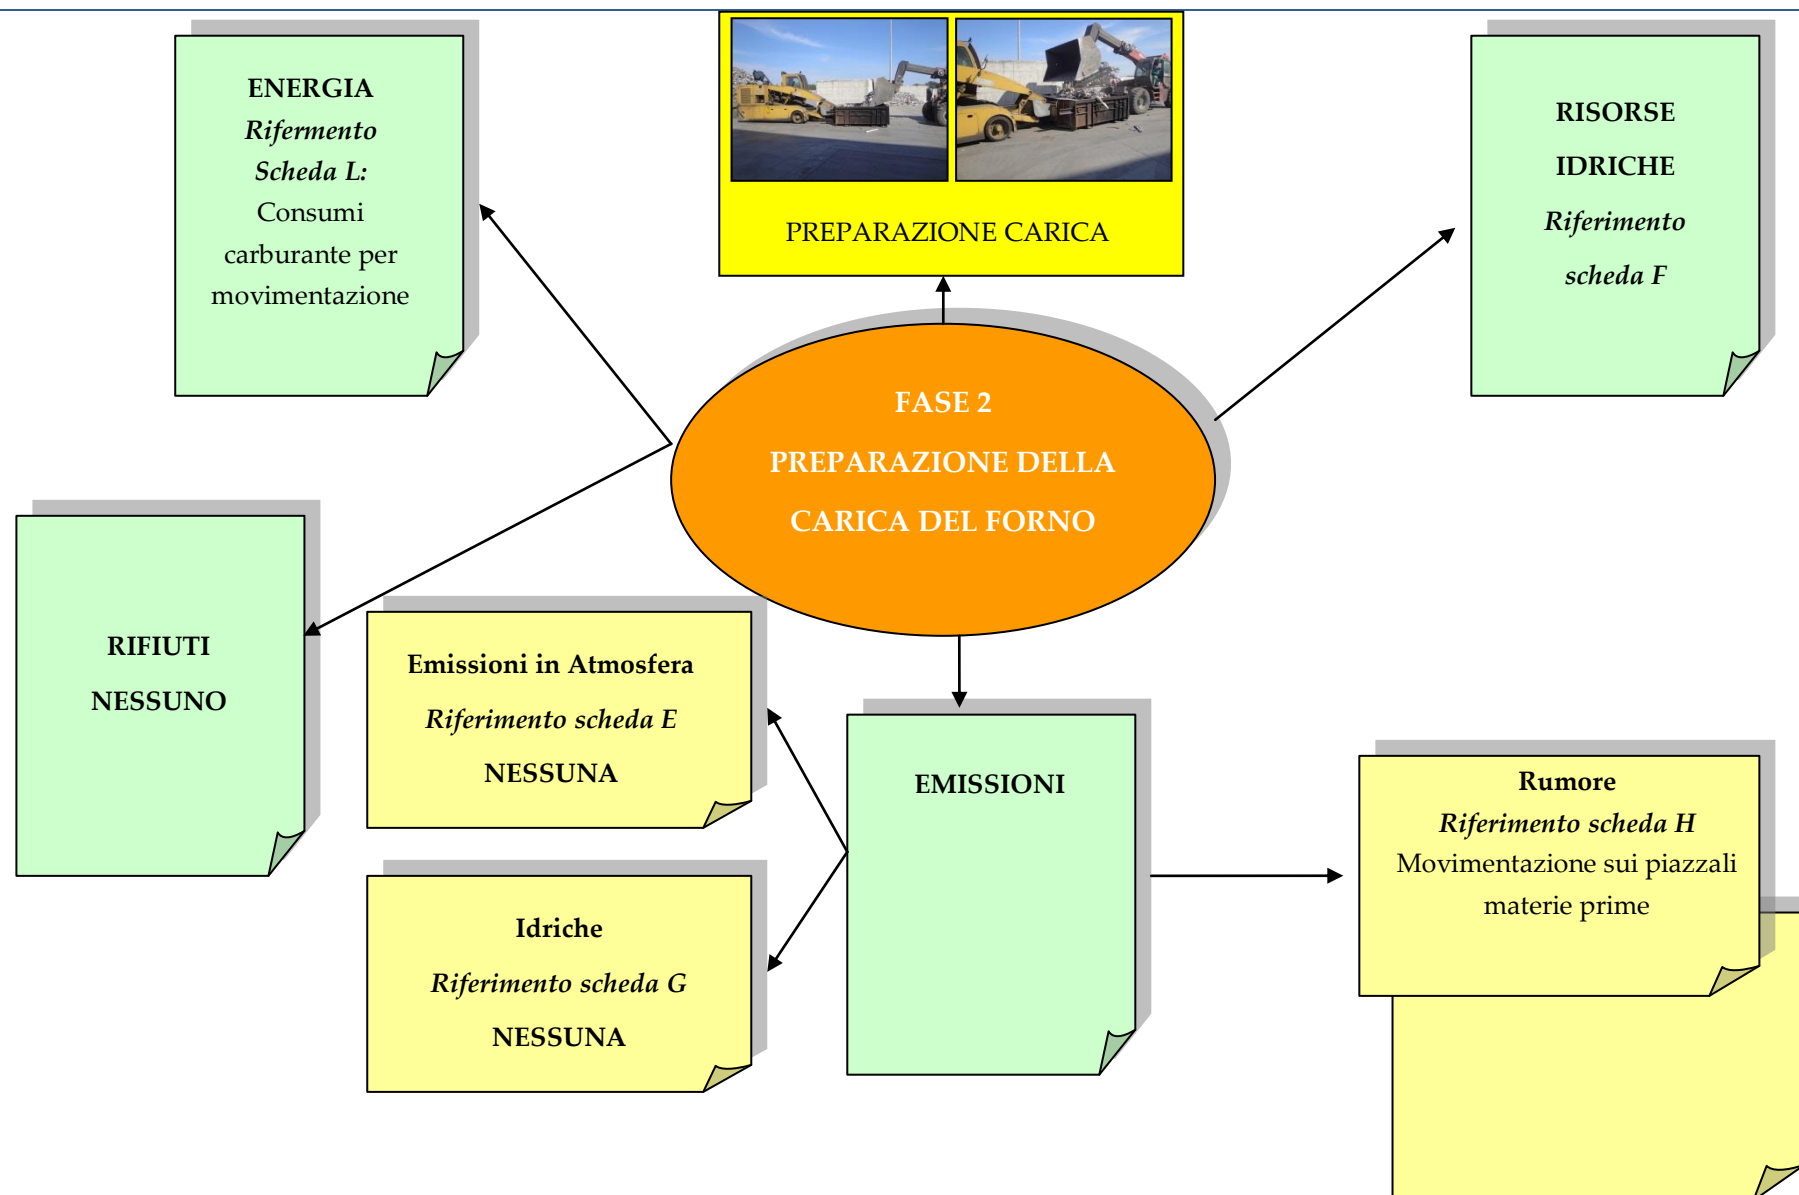 ENERGIA
Rifermento
Scheda L:
Consumi
carburante per
movimentazione
PREPARAZIONE CARICA
RISORSE
IDRICHE
Riferimento
scheda F
FASE 2
PREPARAZIONE DELLA
CARICA DEL FORNO
RIFIUTI
NESSUNO
Emissioni in Atmosfera
Riferimento scheda E
NESSUNA
EMISSIONI
Rumore
Riferimento scheda H
Movimentazione sui piazzali
materie prime
Idriche
Riferimento scheda G
NESSUNA